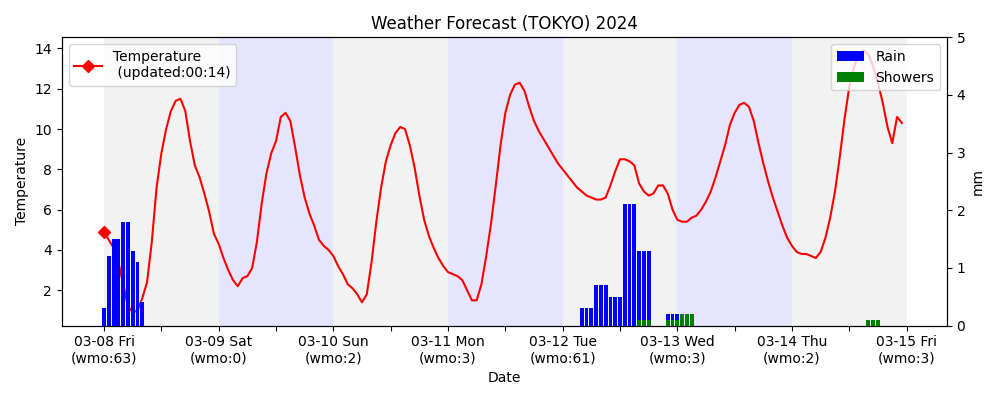 Weather Forecast (TOKYO) 2024
Temperature
(updated:00:14)
Rain
Showers
Temperature
14
12
10
8
6
4
2
mm
5
4
3
2
1
0
03-08 Fri
(wmo:63)
03-09 Sat
(wmo:0)
03-10 Sun
(wmo:2)
03-11 Mon
(wmo:3)
03-12 Tue
(wmo:61)
03-13 Wed
(wmo:3)
03-14 Thu
(wmo:2)
03-15 Fri
(wmo:3)
Date